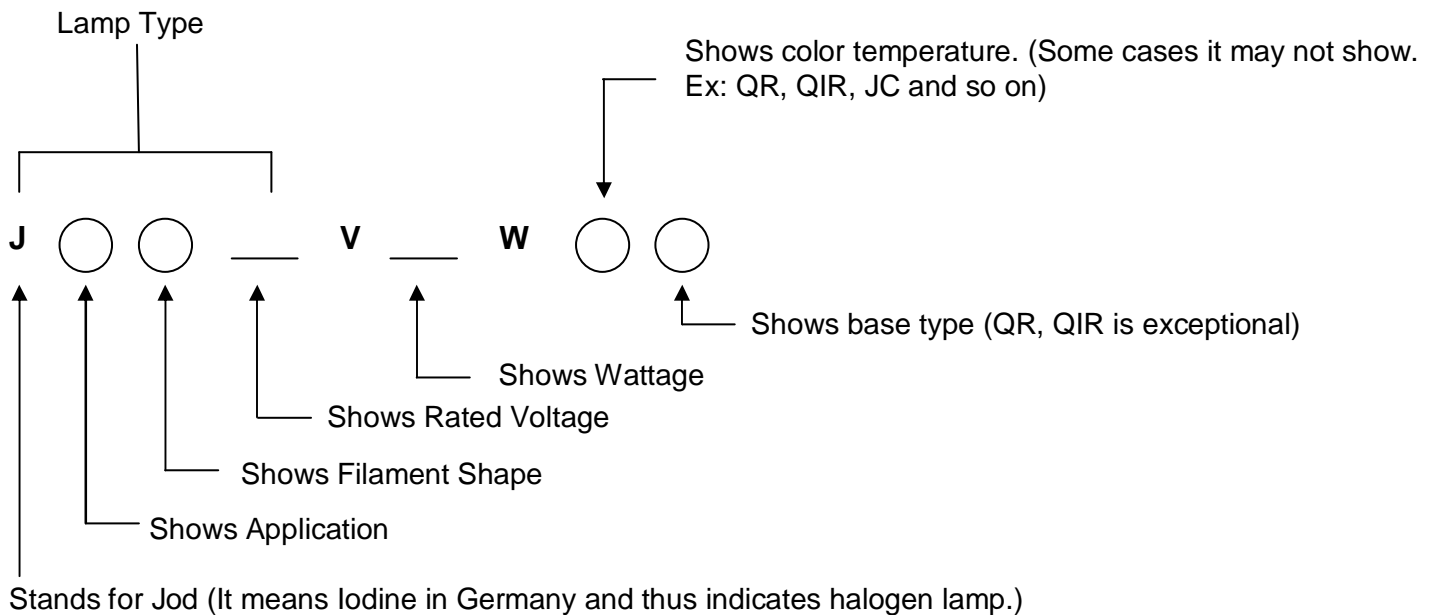 Lamp Type
Shows color temperature. (Some cases it may not show.
Ex: QR, QIR, JC and so on)
J V W
Shows base type (QR, QIR is exceptional)
Shows Wattage
Shows Rated Voltage
Shows Filament Shape
Shows Application
Stands for Jod (It means Iodine in Germany and thus indicates halogen lamp.)